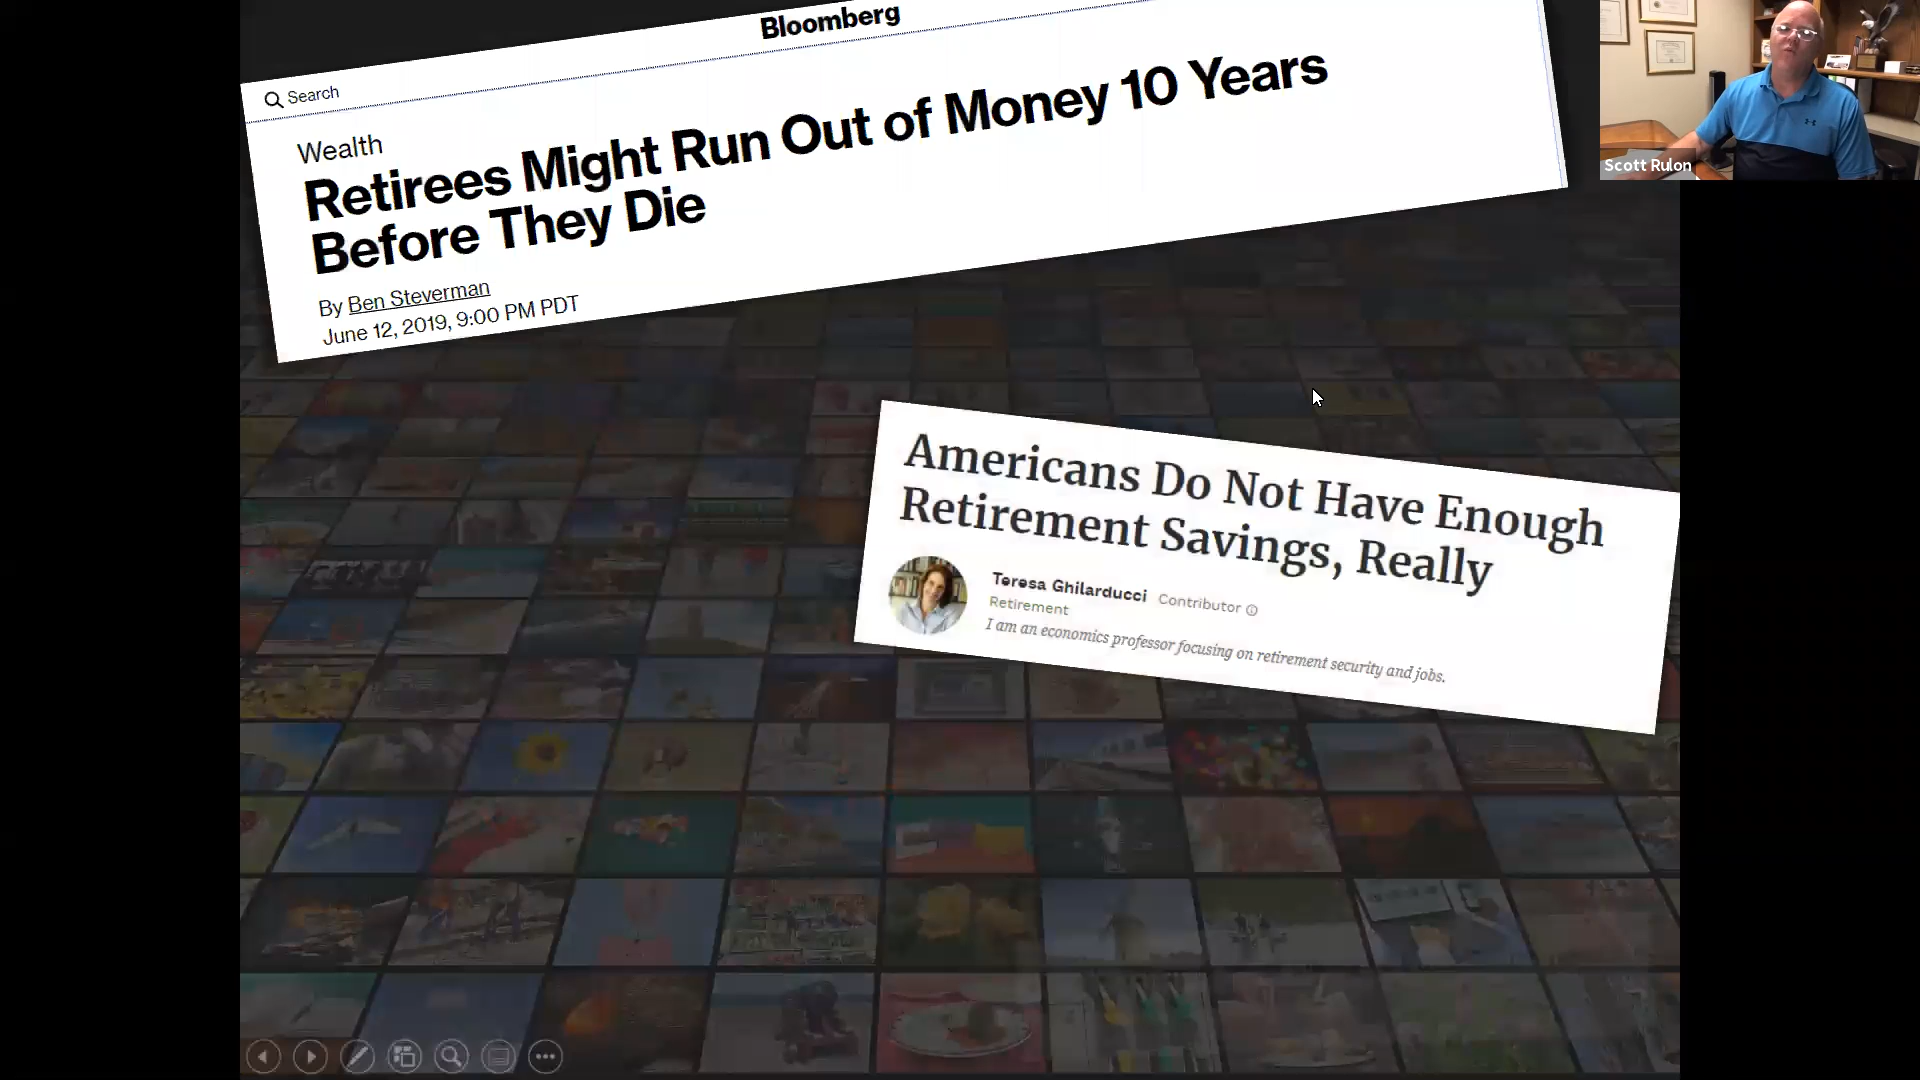 Bloomberg
Search
Wealth
Retirees Might Run Out of Money 10 Years
Before They Die
By Ben Steverman
June 12, 2019, 9:00 PM PDT
Scott Rulon
Americans Do Not Have Enough
Retirement Savings, Really
Teresa Ghilarducci Contributor
Retirement
I am an economics professor focusing on retirement security and jobs.